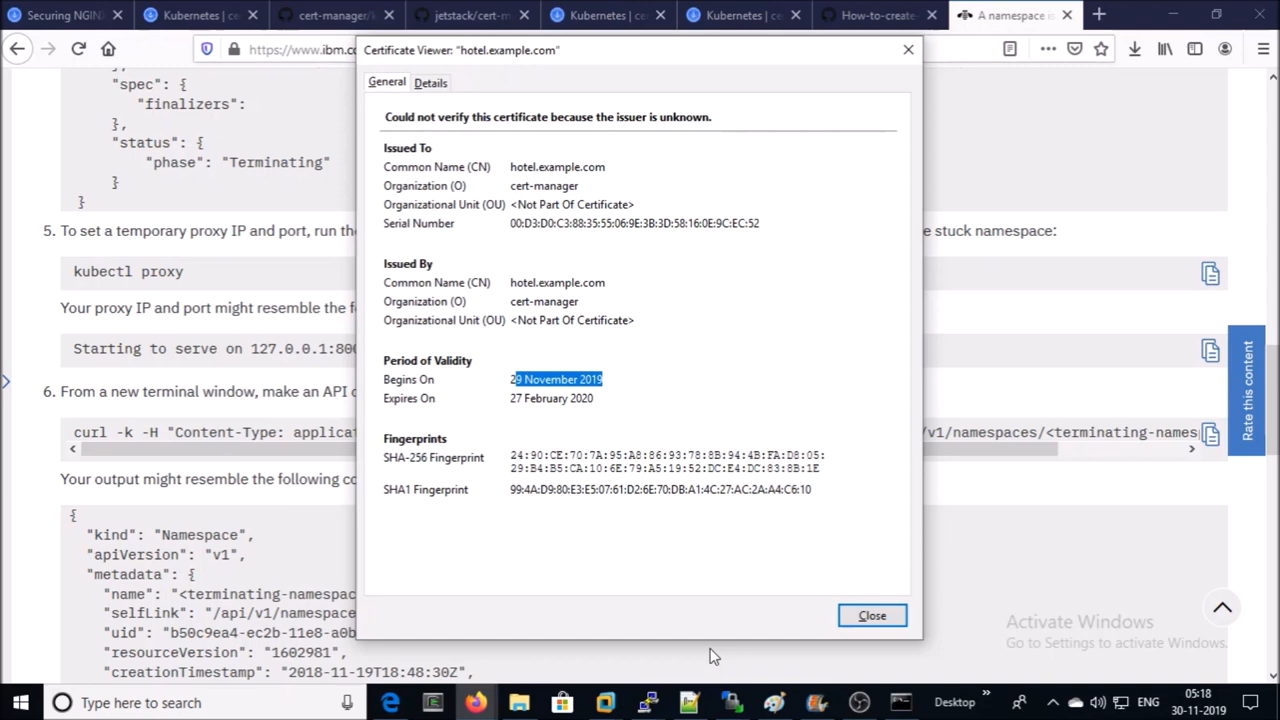 Securing NGIN
Kubernetes | cer
cert-manager/k
jetstack/cert-m
Kubernetes | ce
Kubernetes | ce
How-to-create-
A namespace is
https://www.ibm.co
Certificate Viewer: "hotel.example.com"
General
Details
},
"spec": {
"finalizers":
},
"status": {
"phase": "Terminating"
}
}
5. To set a temporary proxy IP and port, run the
e stuck namespace:
kubectl proxy
Your proxy IP and port might resemble the fo
Starting to serve on 127.0.0.1:800
6. From a new terminal window, make an API c
curl -k -H "Content-Type: applicat
/v1/namespaces/<terminating-names
Your output might resemble the following co
{
"kind": "Namespace",
"apiVersion": "v1",
"metadata": {
"name": "<terminating-namespac
"selfLink": "/api/v1/namespace
"uid": "b50c9ea4-ec2b-11e8-a0b
"resourceVersion": "1602981",
"creationTimestamp": "2018-11-19T18:48:30Z",
Could not verify this certificate because the issuer is unknown.
Issued To
Common Name (CN) hotel.example.com
Organization (O) cert-manager
Organizational Unit (OU) <Not Part Of Certificate>
Serial Number 00:D3:D0:C3:88:35:55:06:9E:3B:3D:58:16:0E:9C:EC:52
Issued By
Common Name (CN) hotel.example.com
Organization (O) cert-manager
Organizational Unit (OU) <Not Part Of Certificate>
Period of Validity
Begins On 29 November 2019
Expires On 27 February 2020
Fingerprints
SHA-256 Fingerprint 24:90:CE:70:7A:95:A8:86:93:78:8B:94:4B:FA:D8:05:
29:B4:B5:CA:10:6E:79:A5:19:52:DC:E4:DC:83:8B:1E
SHA1 Fingerprint 99:4A:D9:80:E3:E5:07:61:D2:6E:70:DB:A1:4C:27:AC:2A:A4:C6:10
Close
Rate this content
Activate Windows
Go to Settings to activate Windows.
Type here to search
Desktop
ENG
05:18
30-11-2019